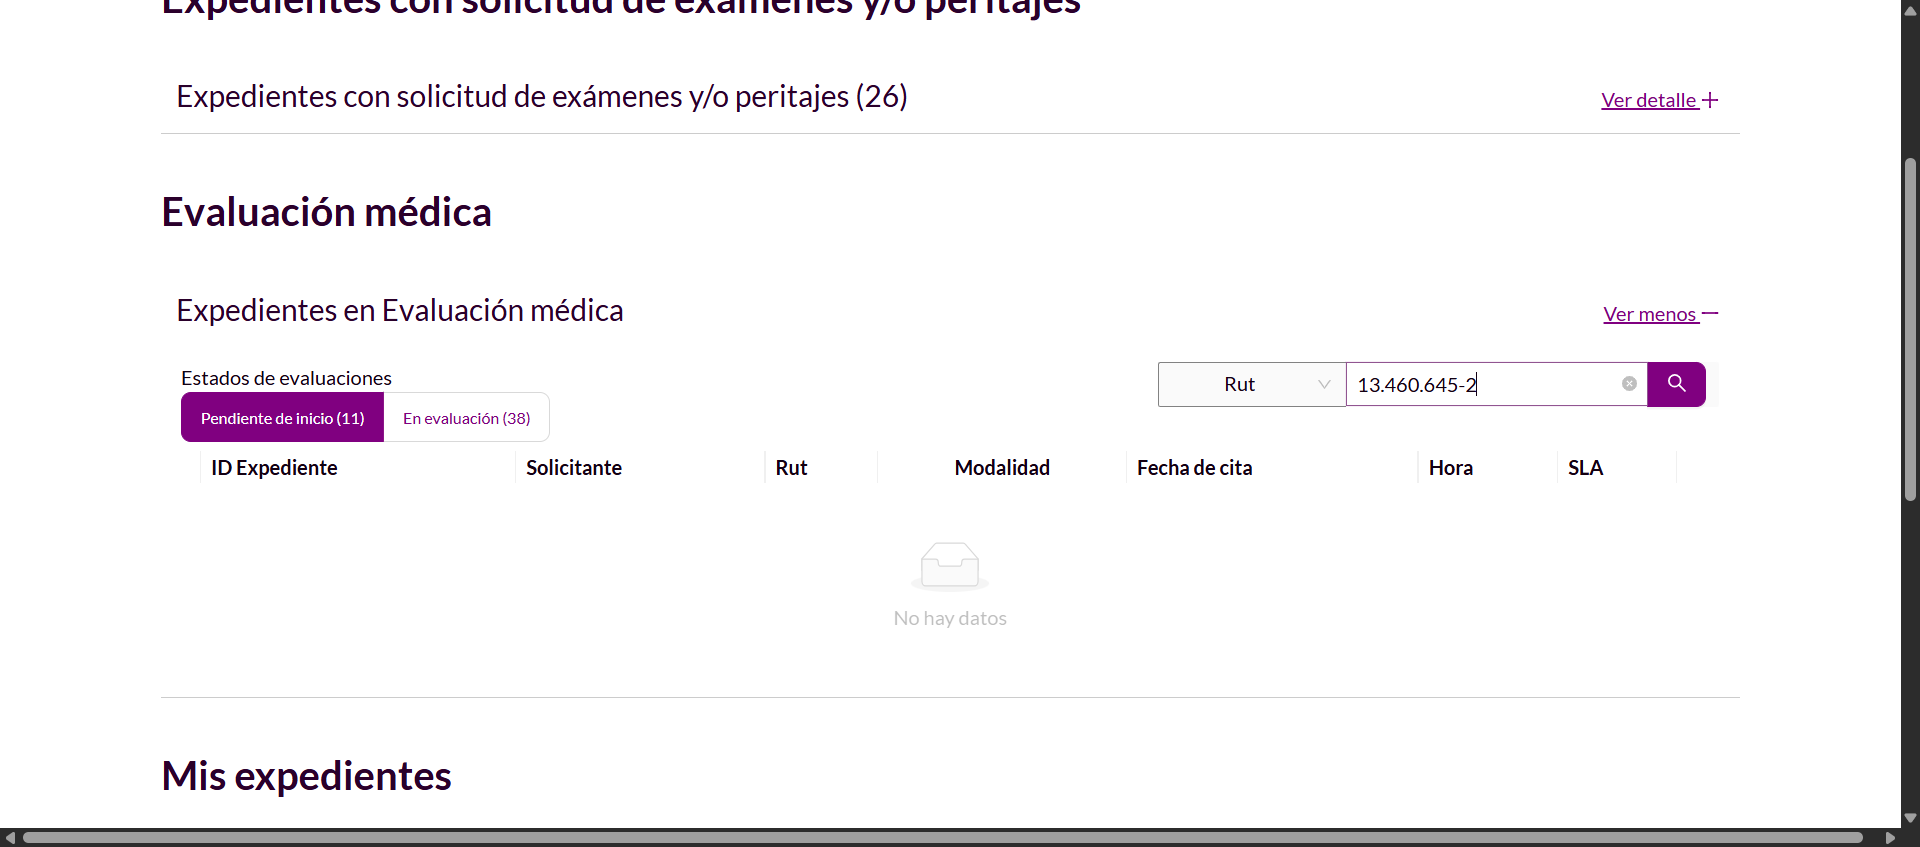 Expedientes con solicitud de exámenes y/o peritajes
Expedientes con solicitud de exámenes y/o peritajes (26)
Ver detalle
Evaluación médica
Expedientes en Evaluación médica
Ver menos
Estados de evaluaciones
Rut
13.460.645-2
Pendiente de inicio (11)
En evaluación (38)
ID Expediente
Solicitante
Rut
Modalidad
Fecha de cita
Hora
SLA
No hay datos
Mis expedientes